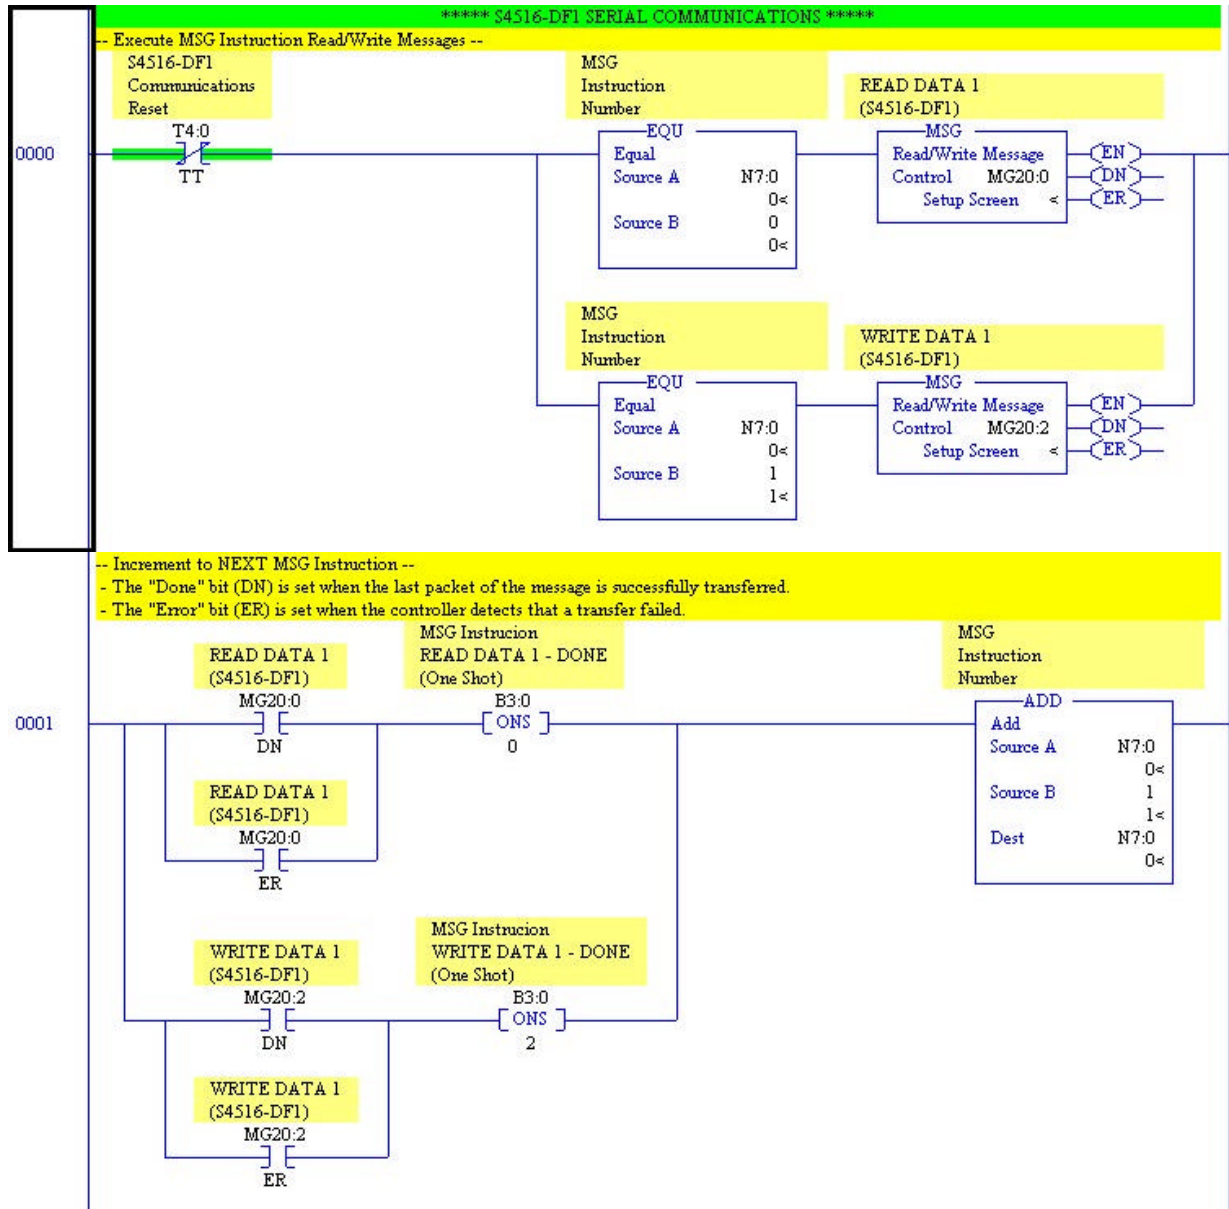 ***** S4516-DF1 SERIAL COMMUNICATIONS *****
-- Execute MSG Instruction Read/Write Messages --
S4516-DF1
Communications
Reset
T4:0
TT
0000
MSG
Instruction
Number
EQU
Equal
Source A N7:0
0<
Source B 0
0<
READ DATA 1
(S4516-DF1)
MSG
Read/Write Message
Control MG20:0
Setup Screen <
EN
DN
ER
MSG
Instruction
Number
EQU
Equal
Source A N7:0
0<
Source B 1
1<
WRITE DATA 1
(S4516-DF1)
MSG
Read/Write Message
Control MG20:2
Setup Screen <
EN
DN
ER
-- Increment to NEXT MSG Instruction --
- The "Done" bit (DN) is set when the last packet of the message is successfully transferred.
- The "Error" bit (ER) is set when the controller detects that a transfer failed.
0001
READ DATA 1
(S4516-DF1)
MG20:0
DN
MSG Instrucion
READ DATA 1 - DONE
(One Shot)
B3:0
ONS
0
MSG
Instruction
Number
ADD
Add
Source A N7:0
0<
Source B 1
1<
Dest N7:0
0<
READ DATA 1
(S4516-DF1)
MG20:0
ER
WRITE DATA 1
(S4516-DF1)
MG20:2
DN
MSG Instrucion
WRITE DATA 1 - DONE
(One Shot)
B3:0
ONS
2
WRITE DATA 1
(S4516-DF1)
MG20:2
ER